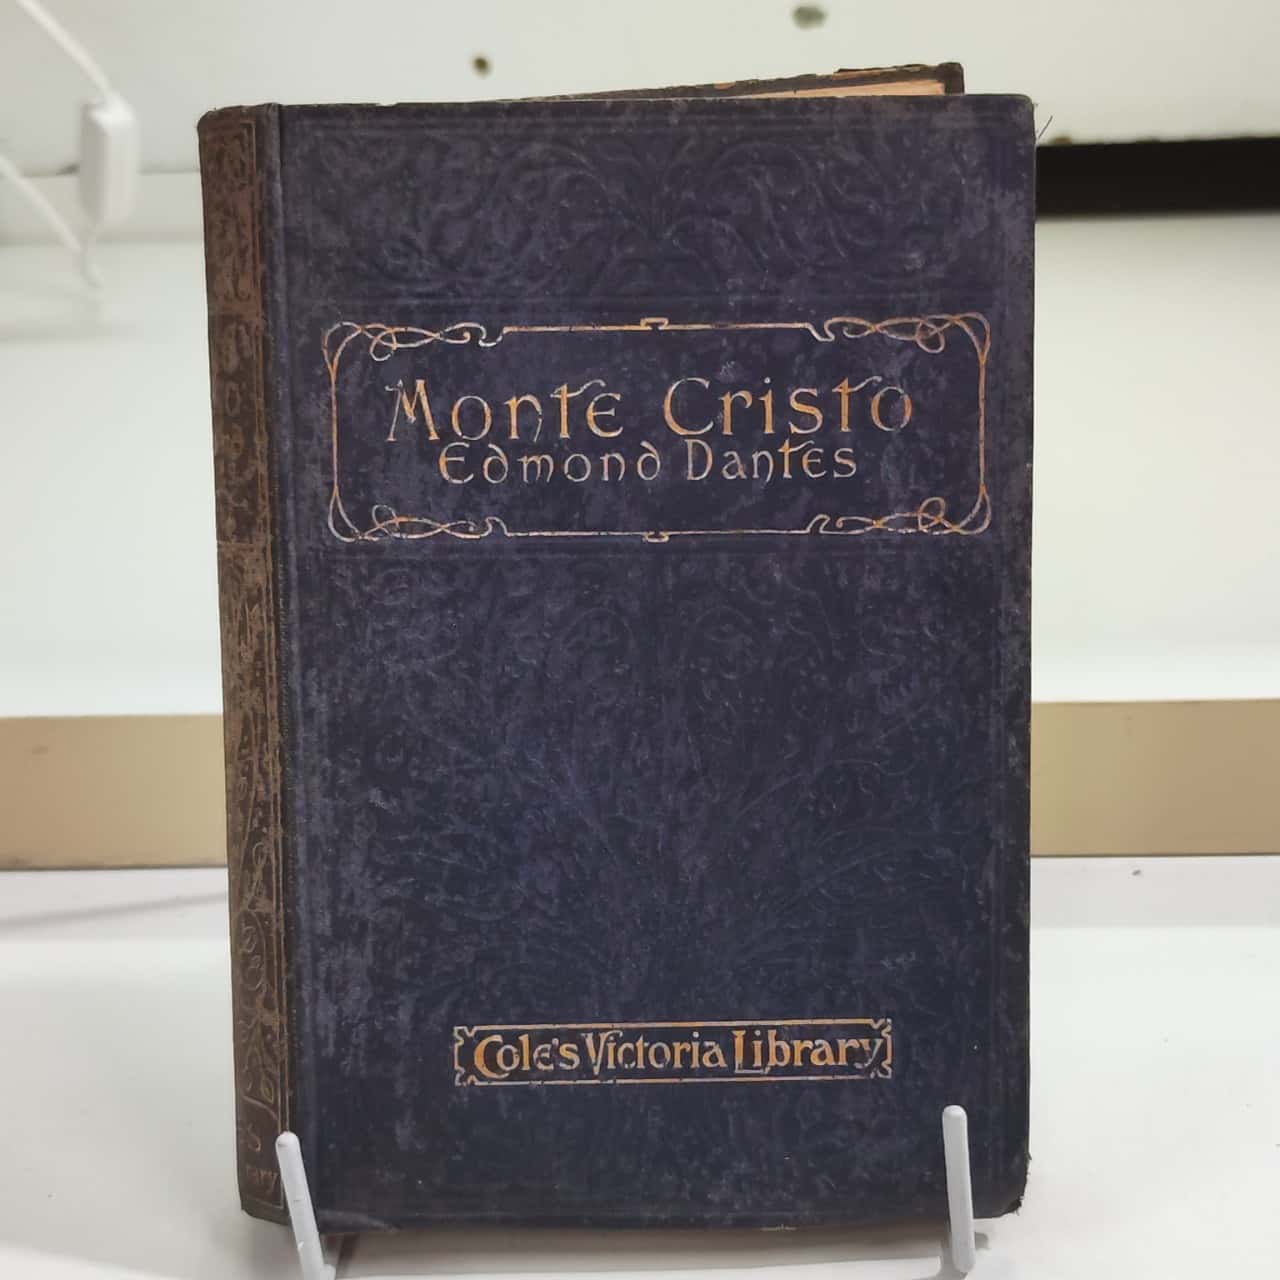 Monte Cristo
Edmond Dantes
Cole's Victoria Library